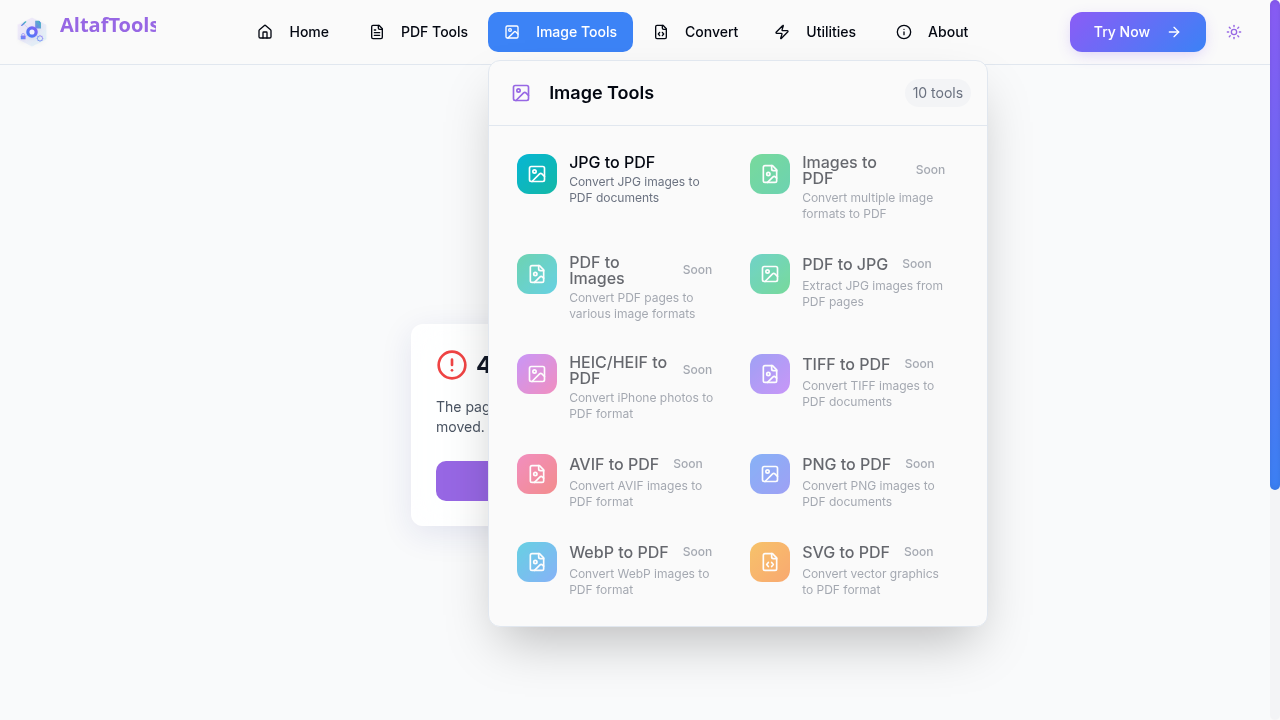 AltafTools
Home
PDF Tools
Image Tools
Convert
Utilities
About
Try Now
Image Tools
10 tools
JPG to PDF
Convert JPG images to
PDF documents
Images to
PDF
Soon
Convert multiple image
formats to PDF
PDF to
Images
Soon
Convert PDF pages to
various image formats
PDF to JPG
Soon
Extract JPG images from
PDF pages
HEIC/HEIF to
PDF
Soon
Convert iPhone photos to
PDF format
TIFF to PDF
Soon
Convert TIFF images to
PDF documents
AVIF to PDF
Soon
Convert AVIF images to
PDF format
PNG to PDF
Soon
Convert PNG images to
PDF documents
WebP to PDF
Soon
Convert WebP images to
PDF format
SVG to PDF
Soon
Convert vector graphics
to PDF format
4
The pag
moved.